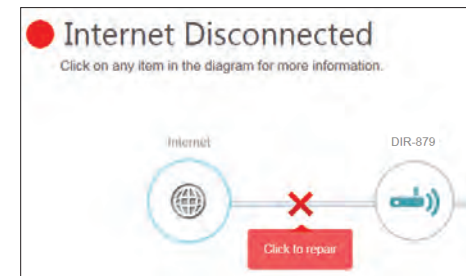 Internet Disconnected
Click on any item in the diagram for more information.
Internet
DIR-879
Click to repair